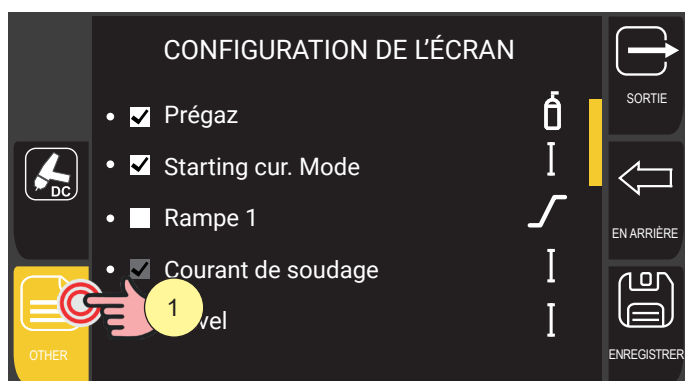 CONFIGURATION DE L'ÉCRAN
SORTIE
Prégaz
Starting cur. Mode
DC
Rampe 1
EN ARRIÈRE
Courant de soudage
1
OTHER
ENREGISTRER